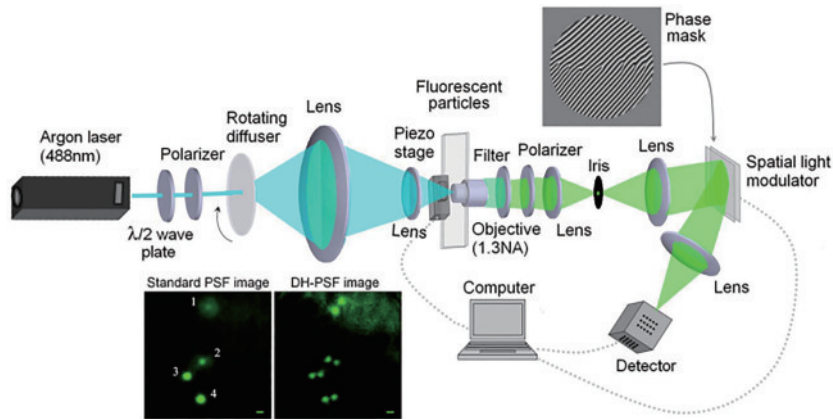 Phase
mask
Fluorescent
particles
Lens
Rotating
diffuser
Argon laser
(488nm)
Polarizer
Piezo
stage
Filter
Polarizer
Iris
Lens
Spatial light
modulator
λ/2 wave
plate
Lens
Objective
(1.3NA)
Lens
Lens
Standard PSF image
DH-PSF image
1
2
3
4
Computer
Detector